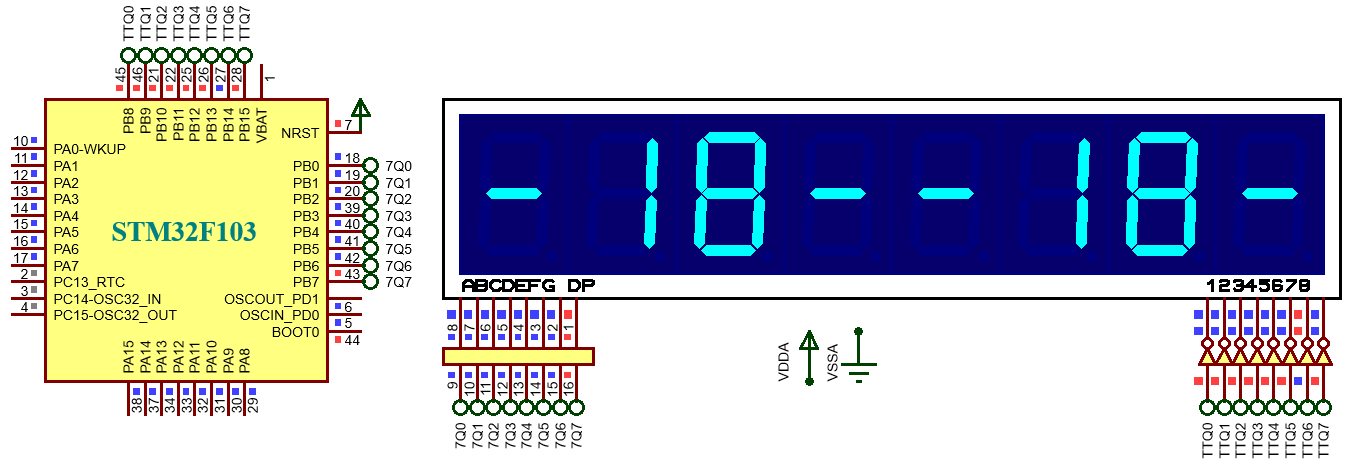 TTQ0 TTQ1 TTQ2 TTQ3 TTQ4 TTQ5 TTQ6 TTQ7
45 46 21 22 25 26 27 28 1
PB8 PB9 PB10 PB11 PB12 PB13 PB14 PB15 VBAT
NRST 7
10 PA0-WKUP
11 PA1
12 PA2
13 PA3
14 PA4
15 PA5
16 PA6
17 PA7
2 PC13_RTC
3 PC14-OSC32_IN
4 PC15-OSC32_OUT
STM32F103
PB0 18 7Q0
PB1 19 7Q1
PB2 20 7Q2
PB3 39 7Q3
PB4 40 7Q4
PB5 41 7Q5
PB6 42 7Q6
PB7 43 7Q7
OSCOUT_PD1 6
OSCIN_PD0 5
BOOT0 44
PA15 PA14 PA13 PA12 PA11 PA10 PA9 PA8
38 37 34 33 32 31 30 29
-18--18-
ABCDEFG DP
12345678
8 7 6 5 4 3 2 1
9 10 11 12 13 14 15 16
7Q0 7Q1 7Q2 7Q3 7Q4 7Q5 7Q6 7Q7
VDDA
VSSA
TTQ0 TTQ1 TTQ2 TTQ3 TTQ4 TTQ5 TTQ6 TTQ7